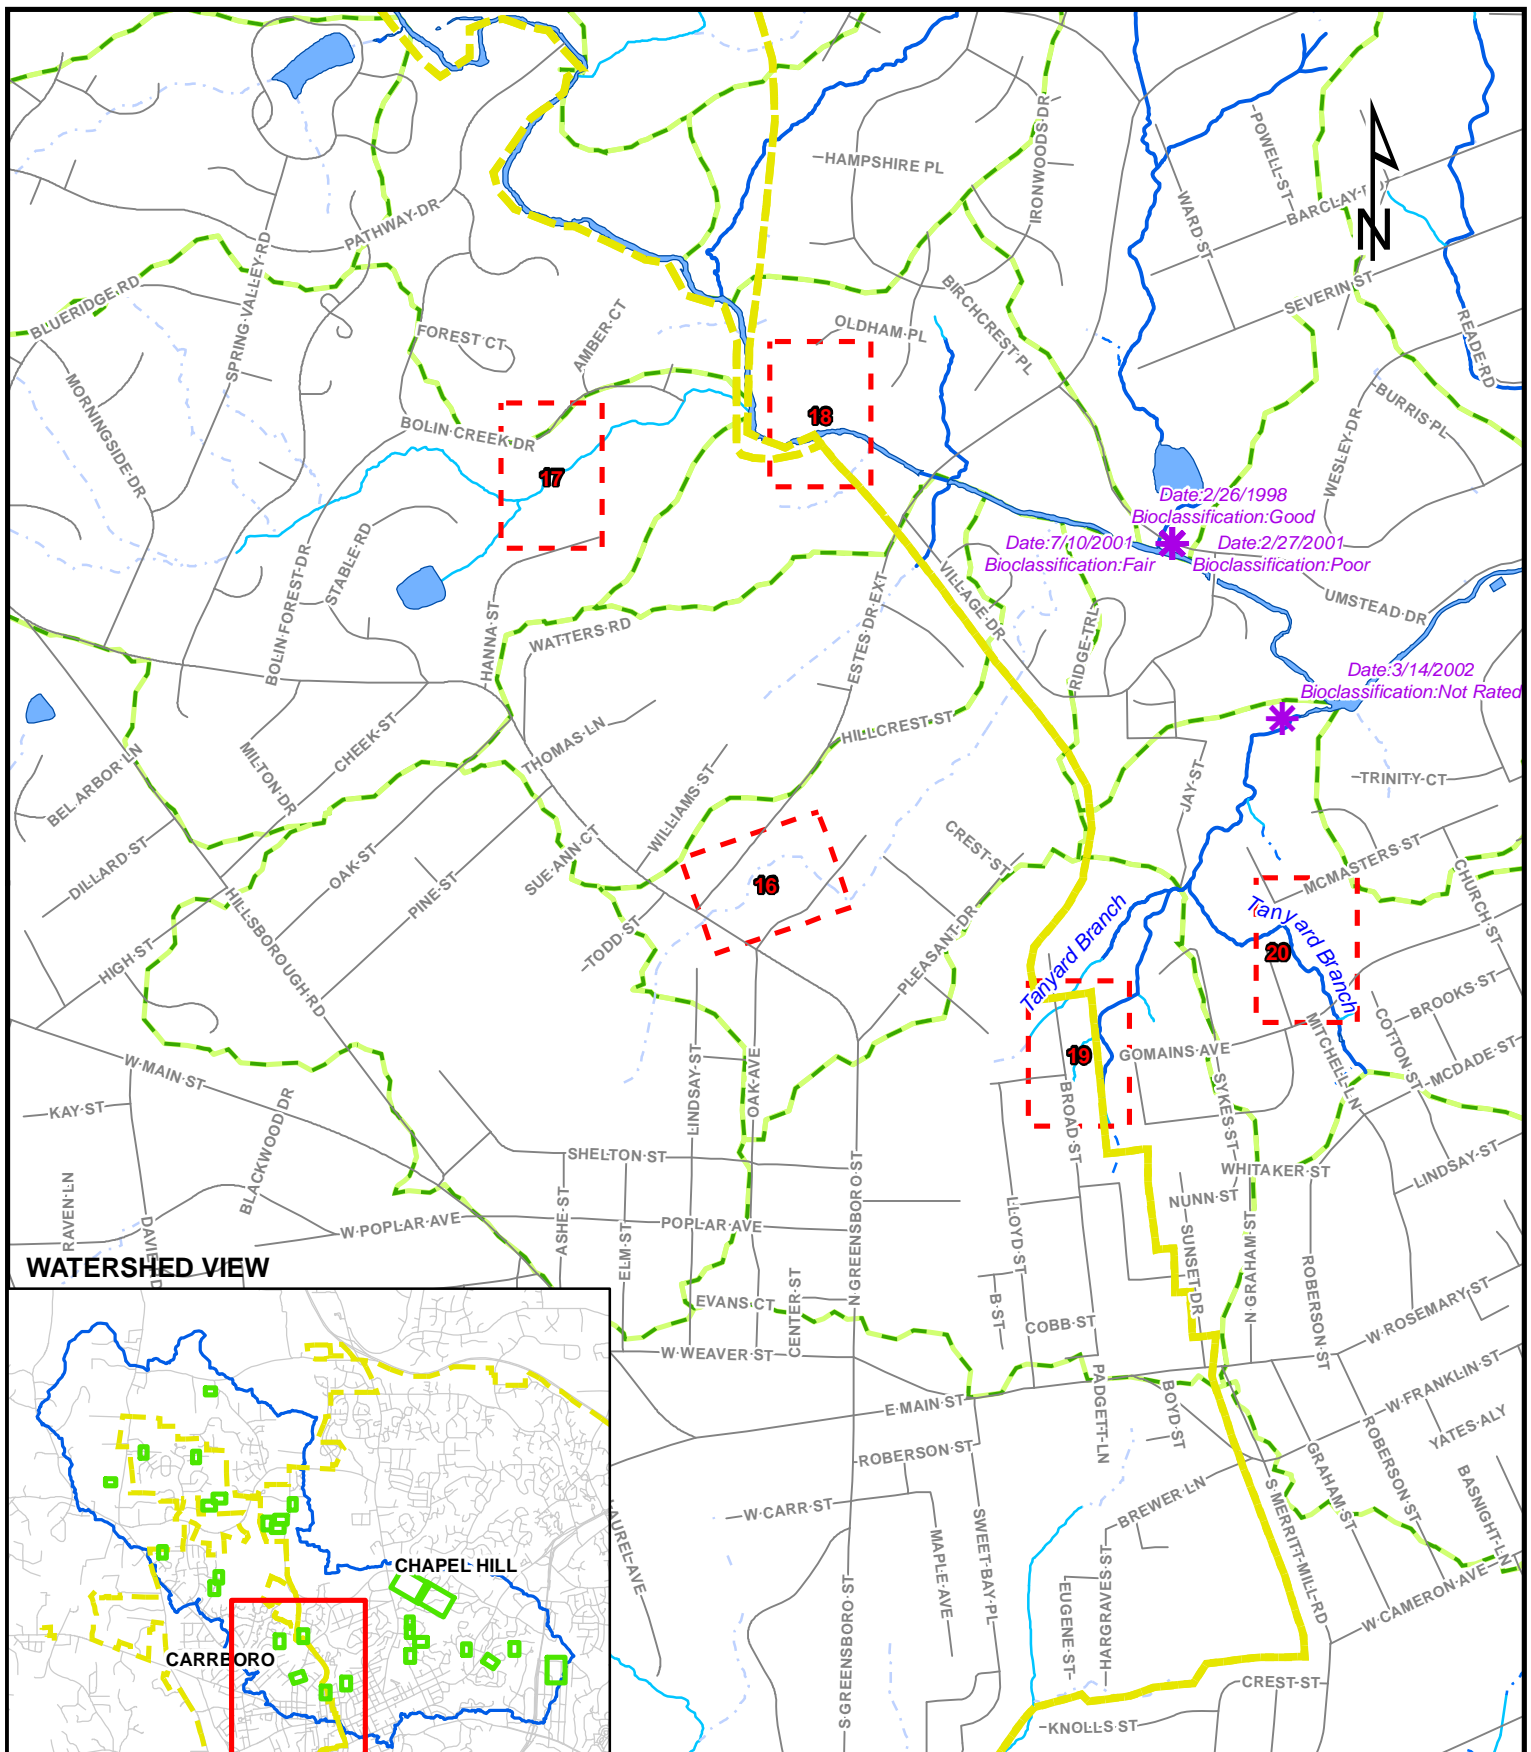 HAMPSHIRE PL
IRONWOODS DR
POWELL ST
WARD ST
BARCLAY RD
N
PATHWAY DR
SPRING VALLEY RD
BLUERIDGE RD
SEVERIN ST
READE RD
BIRCHCREST PL
OLDHAM PL
FOREST CT
AMBER CT
MORNINGSIDE DR
BOLIN CREEK DR
18
17
BURRIS PL
WESLEY DR
Date:2/26/1998
Bioclassification:Good
Date:7/10/2001
Bioclassification:Fair
Date:2/27/2001
Bioclassification:Poor
STABLE RD
BOLIN FOREST DR
HANNA ST
WATTERS RD
ESTES DR EXT
VILLAGE DR
RIDGE TRL
UMSTEAD DR
Date:3/14/2002
Bioclassification:Not Rated
BEL ARBOR LN
MILTON DR
CHEEK ST
THOMAS LN
HILLCREST ST
WILLIAMS ST
JAY ST
TRINITY CT
DILLARD ST
OAK ST
PINE ST
SUE ANN CT
CREST ST
MCMASTERS ST
CHURCH ST
16
HILLSBOROUGH RD
HIGH ST
TODD ST
PLEASANT DR
Tanyard Branch
Tanyard Branch
20
BROOKS ST
COTTON ST
MITCHELL LN
MCDADE ST
W MAIN ST
KAY ST
BLACKWOOD DR
LINDSAY ST
OAK AVE
19
GOMAINS AVE
BROAD ST
SYKES ST
SHELTON ST
N GREENSBORO ST
WHITAKER ST
LINDSAY ST
RAVEN LN
DAVIE RD
W POPLAR AVE
ASHE ST
ELM ST
POPLAR AVE
LLOYD ST
NUNN ST
SUNSET DR
N GRAHAM ST
ROBERSON ST
W ROSEMARY ST
EVANS CT
CENTER ST
B ST
COBB ST
W WEAVER ST
PADGETT LN
BOYD ST
W FRANKLIN ST
YATES ALY
E MAIN ST
ROBERSON ST
GRAHAM ST
ROBERSON ST
BASNIGHT LN
W CARR ST
BREWER LN
S MERRITT MILL RD
LAUREL AVE
MAPLE AVE
SWEET BAY PL
EUGENE ST
HARGRAVES ST
W CAMERON AVE
S GREENSBORO ST
CREST ST
KNOLLS ST
WATERSHED VIEW
CHAPEL HILL
CARRBORO